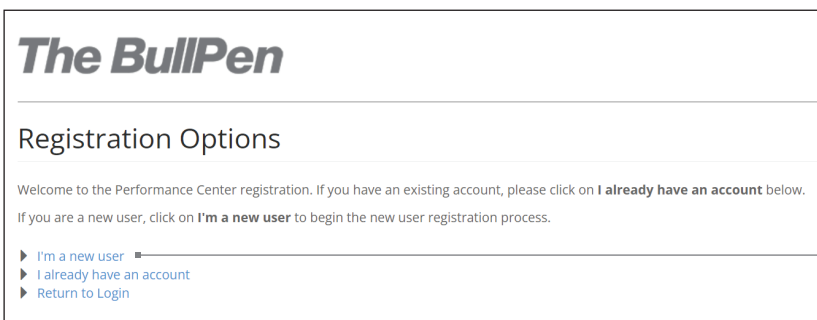 The BullPen
Registration Options
Welcome to the Performance Center registration. If you have an existing account, please click on I already have an account below.
If you are a new user, click on I'm a new user to begin the new user registration process.
I'm a new user
I already have an account
Return to Login